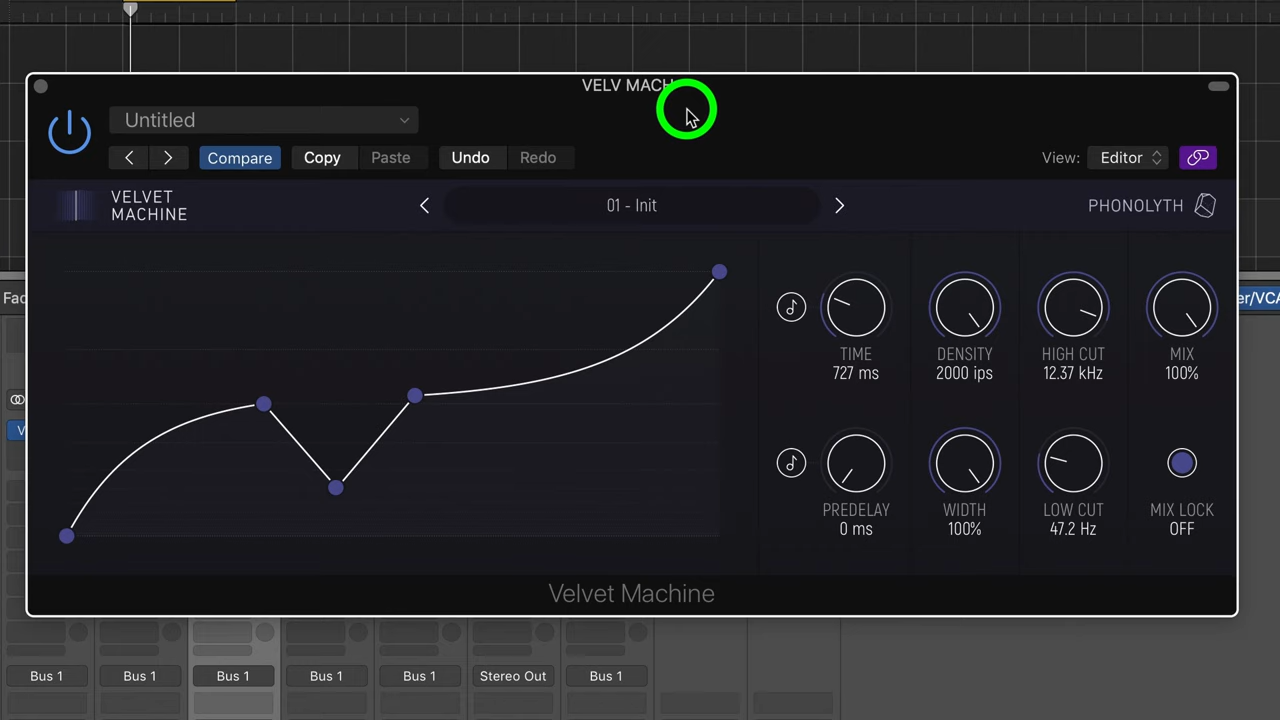 VELV MACH
Untitled
Compare
Copy
Paste
Undo
Redo
View:
Editor
VELVET
MACHINE
01 - Init
PHONOLYTH
TIME
727 ms
DENSITY
2000 ips
HIGH CUT
12.37 kHz
MIX
100%
PREDELAY
0 ms
WIDTH
100%
LOW CUT
47.2 Hz
MIX LOCK
OFF
Velvet Machine
Fad
er/VCA
V
Bus 1
Bus 1
Bus 1
Bus 1
Bus 1
Stereo Out
Bus 1